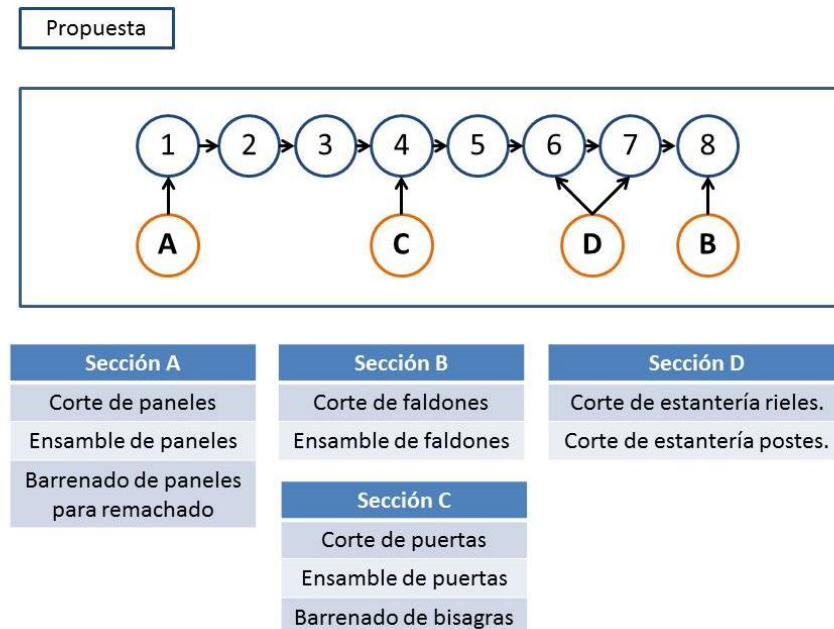 Propuesta
1 2 3 4 5 6 7 8
A C D B
Sección A
Corte de paneles
Ensamble de paneles
Barrenado de paneles
para remachado
Sección B
Corte de faldones
Ensamble de faldones
Sección D
Corte de estantería rieles.
Corte de estantería postes.
Sección C
Corte de puertas
Ensamble de puertas
Barrenado de bisagras